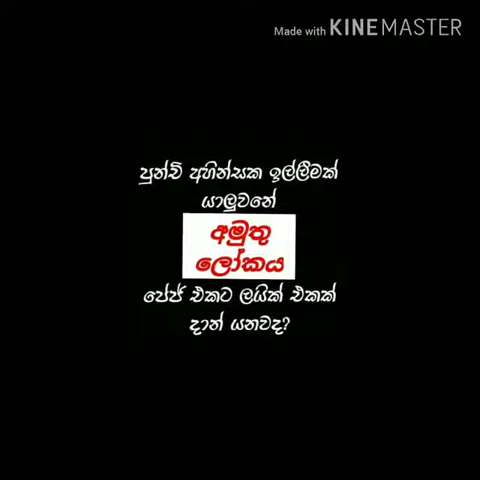 Made with KINEMASTER
පුන්චි අහින්සක ඉල්ලීමක්
යාලුවනේ
අමුතු
ලෝකය
පේජ් එකට ලයික් එකක්
දාන් යනවද?